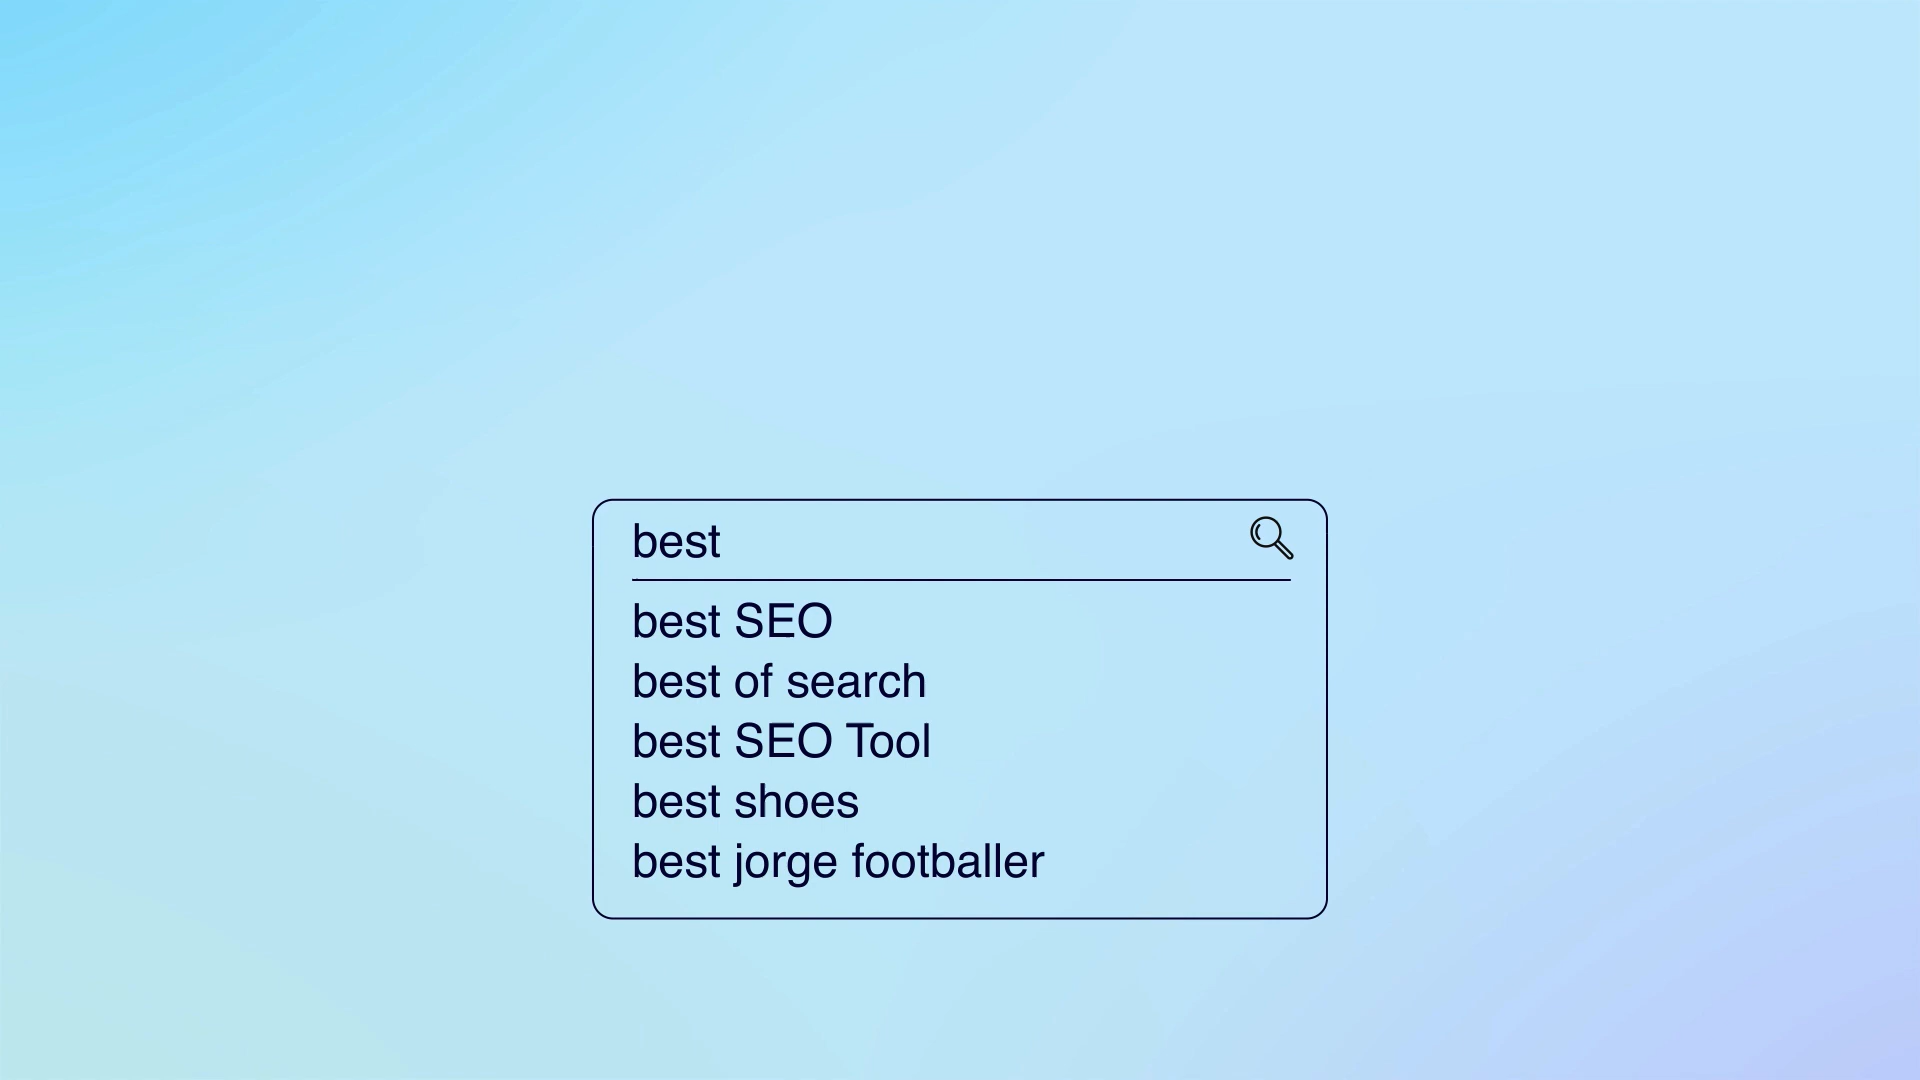 best
best SEO
best of search
best SEO Tool
best shoes
best jorge footballer